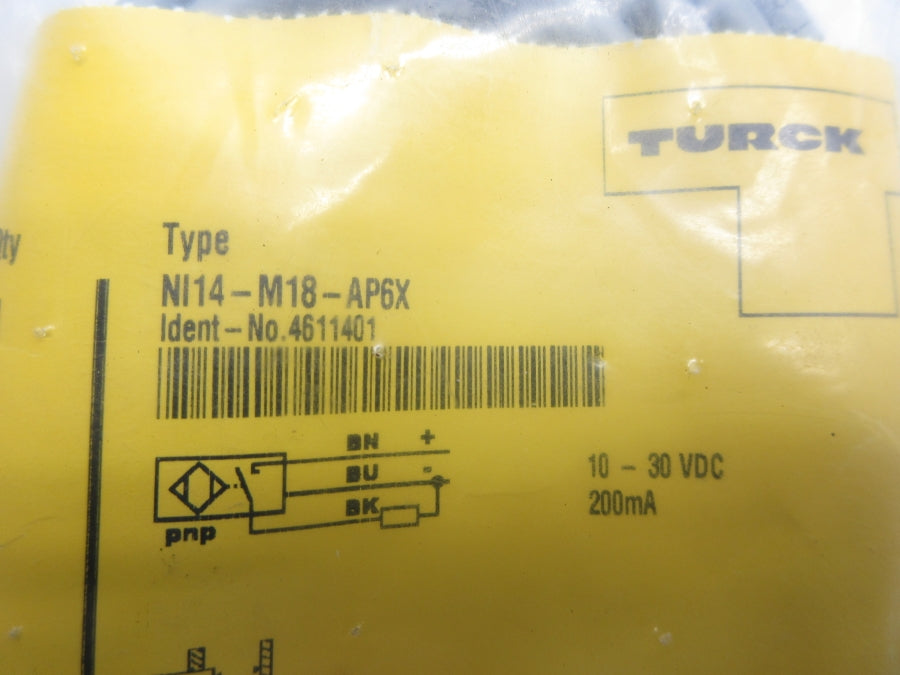 TURCK
Type
NI14-M18-AP6X
Ident-No.4611401
BN +
BU -
BK
pnp
10 - 30 VDC
200mA